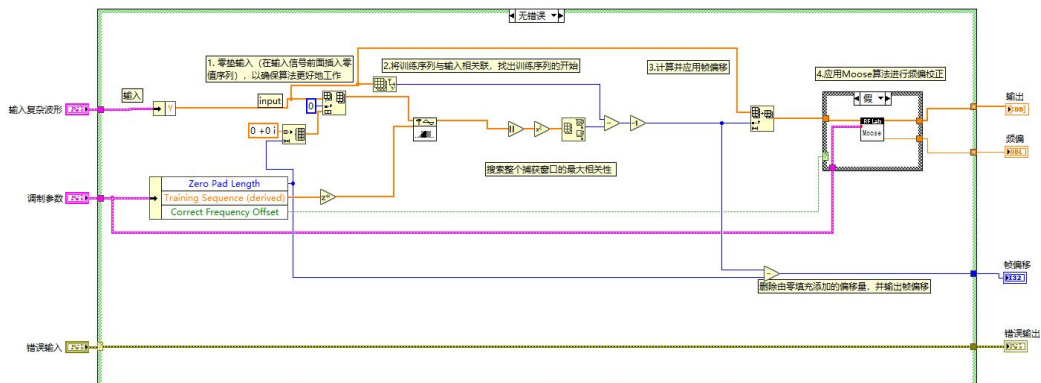 无错误
1. 零垫输入（在输入信号前面插入零
值序列），以确保算法更好地工作
2.将训练序列与输入相关联，找出训练序列的开始
3.计算并应用帧偏移
4.应用Moose算法进行频偏校正
输入
input
0
假
输入复杂波形
Y
输出
RF Lab
Moose
0 +0 i
-1
频偏
DBL
搜索整个捕获窗口的最大相关性
Zero Pad Length
调制参数
Training Sequence (derived)
Correct Frequency Offset
帧偏移
I32
删除由零填充添加的偏移量，并输出帧偏移
错误输入
错误输出